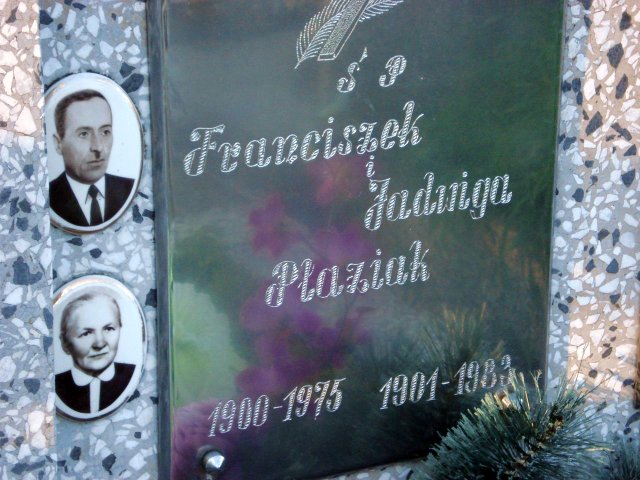 Ś P
Franciszek
i
Jadwiga
Płaziak
1900-1975 1901-1983